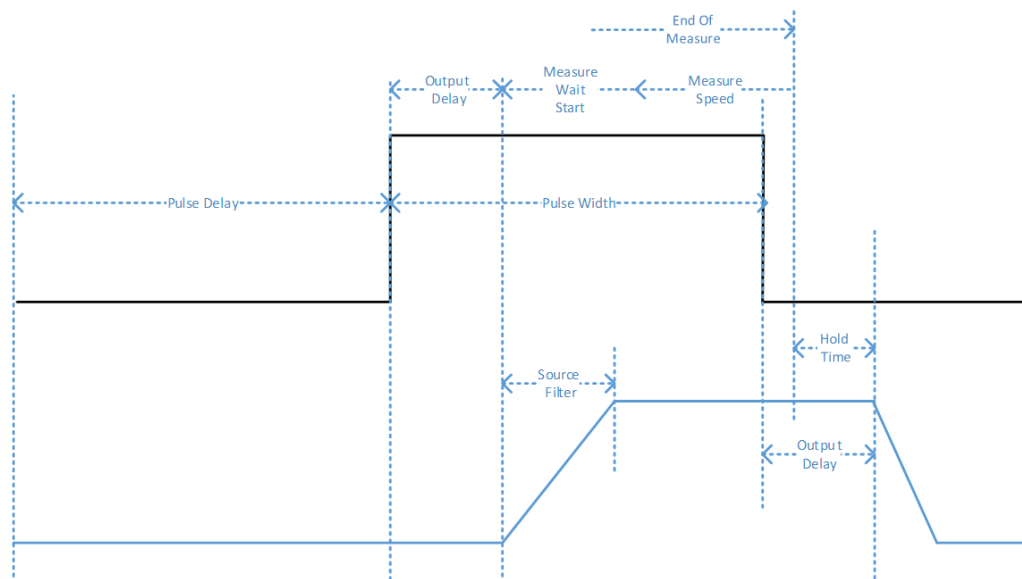 End Of
Measure
Output
Delay
Measure
Wait
Start
Measure
Speed
Pulse Delay
Pulse Width
Hold
Time
Source
Filter
Output
Delay